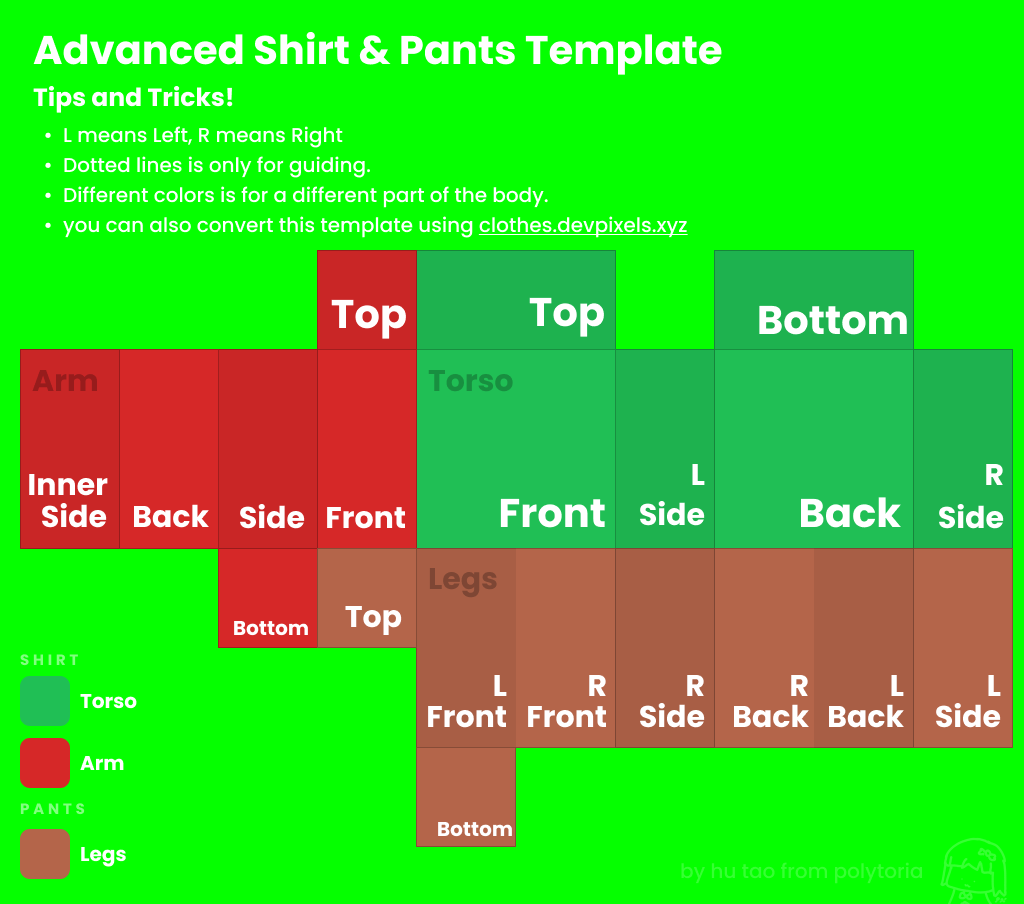 Advanced Shirt & Pants Template
Tips and Tricks!
• L means Left, R means Right
• Dotted lines is only for guiding.
• Different colors is for a different part of the body.
• you can also convert this template using clothes.devpixels.xyz
Top
Top
Bottom
Arm
Inner
Side
Back
Side
Front
Torso
Front
L
Side
Back
R
Side
Bottom
Top
Legs
L
Front
R
Front
R
Side
R
Back
L
Back
L
Side
Bottom
SHIRT
Torso
Arm
PANTS
Legs
by hu tao from polytoria